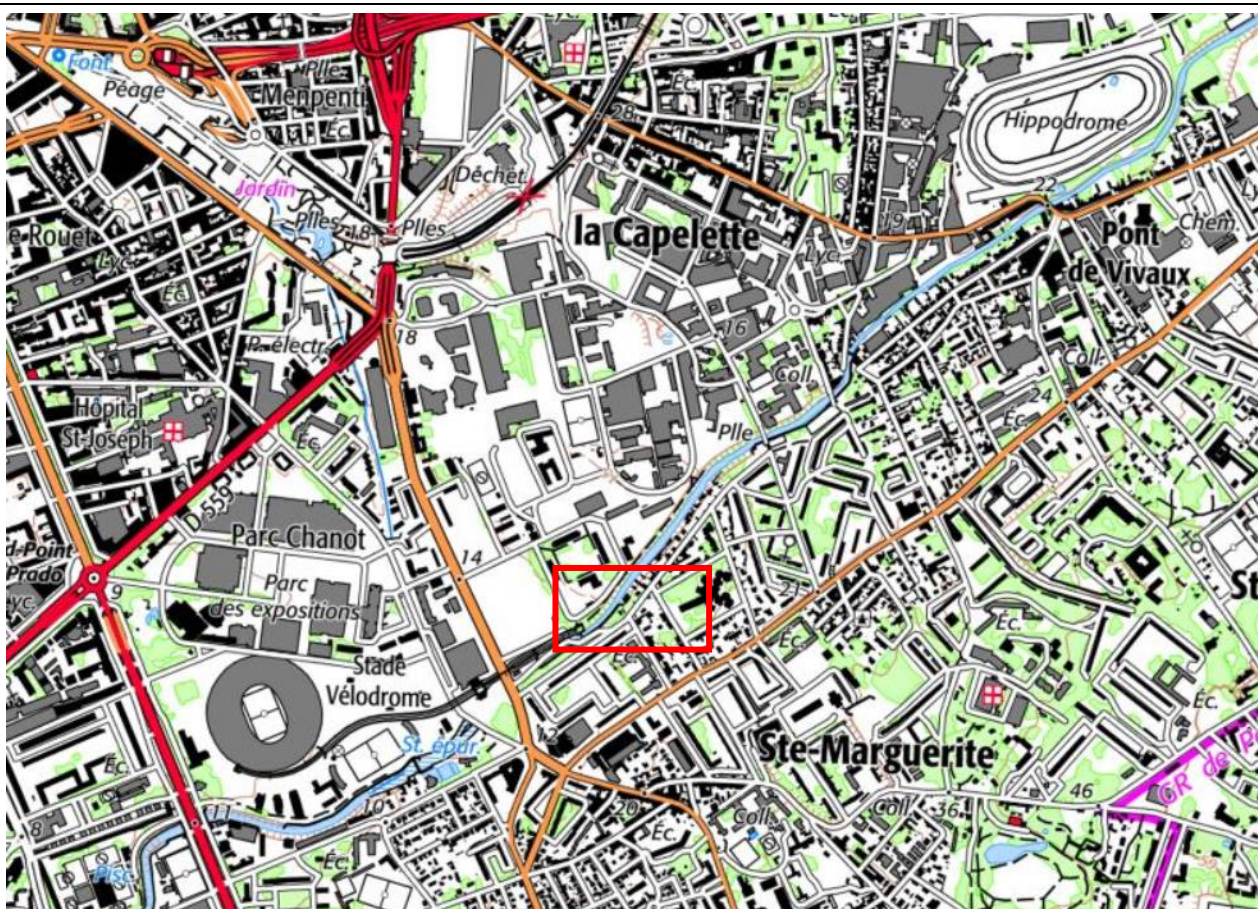 Font.
Plle
Péage
Menpenti
Éc.
28
Éc.
Hippodrome
Déchet.
Jardin
Plles
18
Plles
la Capelette
19
22
Pont
de Vivaux
Chem.
Rouet
Lyc.
Éc.
Lyc.
18
16
P. électr.
Coll.
Coll.
24
Éc.
Hôpital
St-Joseph
Éc.
Plle
D 559
Parc Chanot
14
d-Point
Prado
9
Parc
des expositions
21
Éc.
Éc.
Éc.
Stade
Vélodrome
St. épur.
12
Ste-Marguerite
Éc.
GR de
10
20
Coll.
36
46
8
11
Éc.
Éc.
Coll.
Pisc.